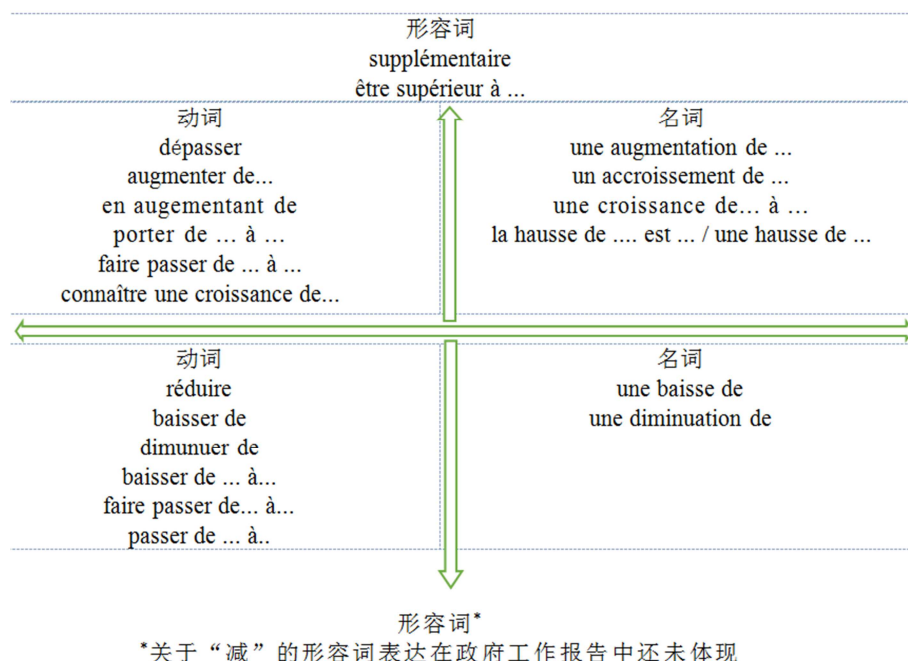 形容词
supplémentaire
être supérieur à ...
动词
dépasser
augmenter de...
en augementant de
porter de ... à ...
faire passer de ... à ...
connaître une croissance de...
名词
une augmentation de ...
un accroissement de ...
une croissance de... à ...
la hausse de .... est ... / une hausse de ...
动词
réduire
baisser de
dimunuer de
baisser de ... à...
faire passer de... à...
passer de ... à..
名词
une baisse de
une diminuation de
形容词*
*关于“减”的形容词表达在政府工作报告中还未体现